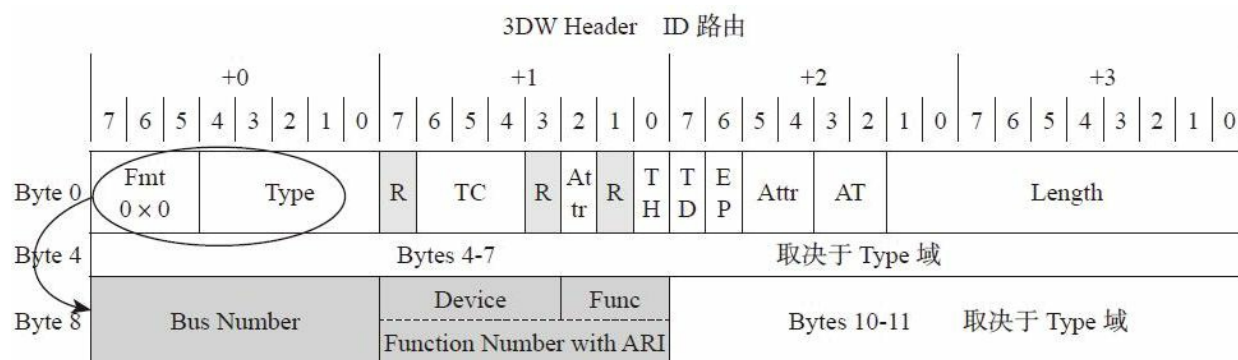 3DW Header ID 路由
+0 +1 +2 +3
7 6 5 4 3 2 1 0 7 6 5 4 3 2 1 0 7 6 5 4 3 2 1 0 7 6 5 4 3 2 1 0
Byte 0 Fmt 0 × 0 Type R TC R At tr R T H T D E P Attr AT Length
Byte 4 Bytes 4-7 取决于 Type 域
Byte 8 Bus Number Device Func Bytes 10-11 取决于 Type 域
Function Number with ARI